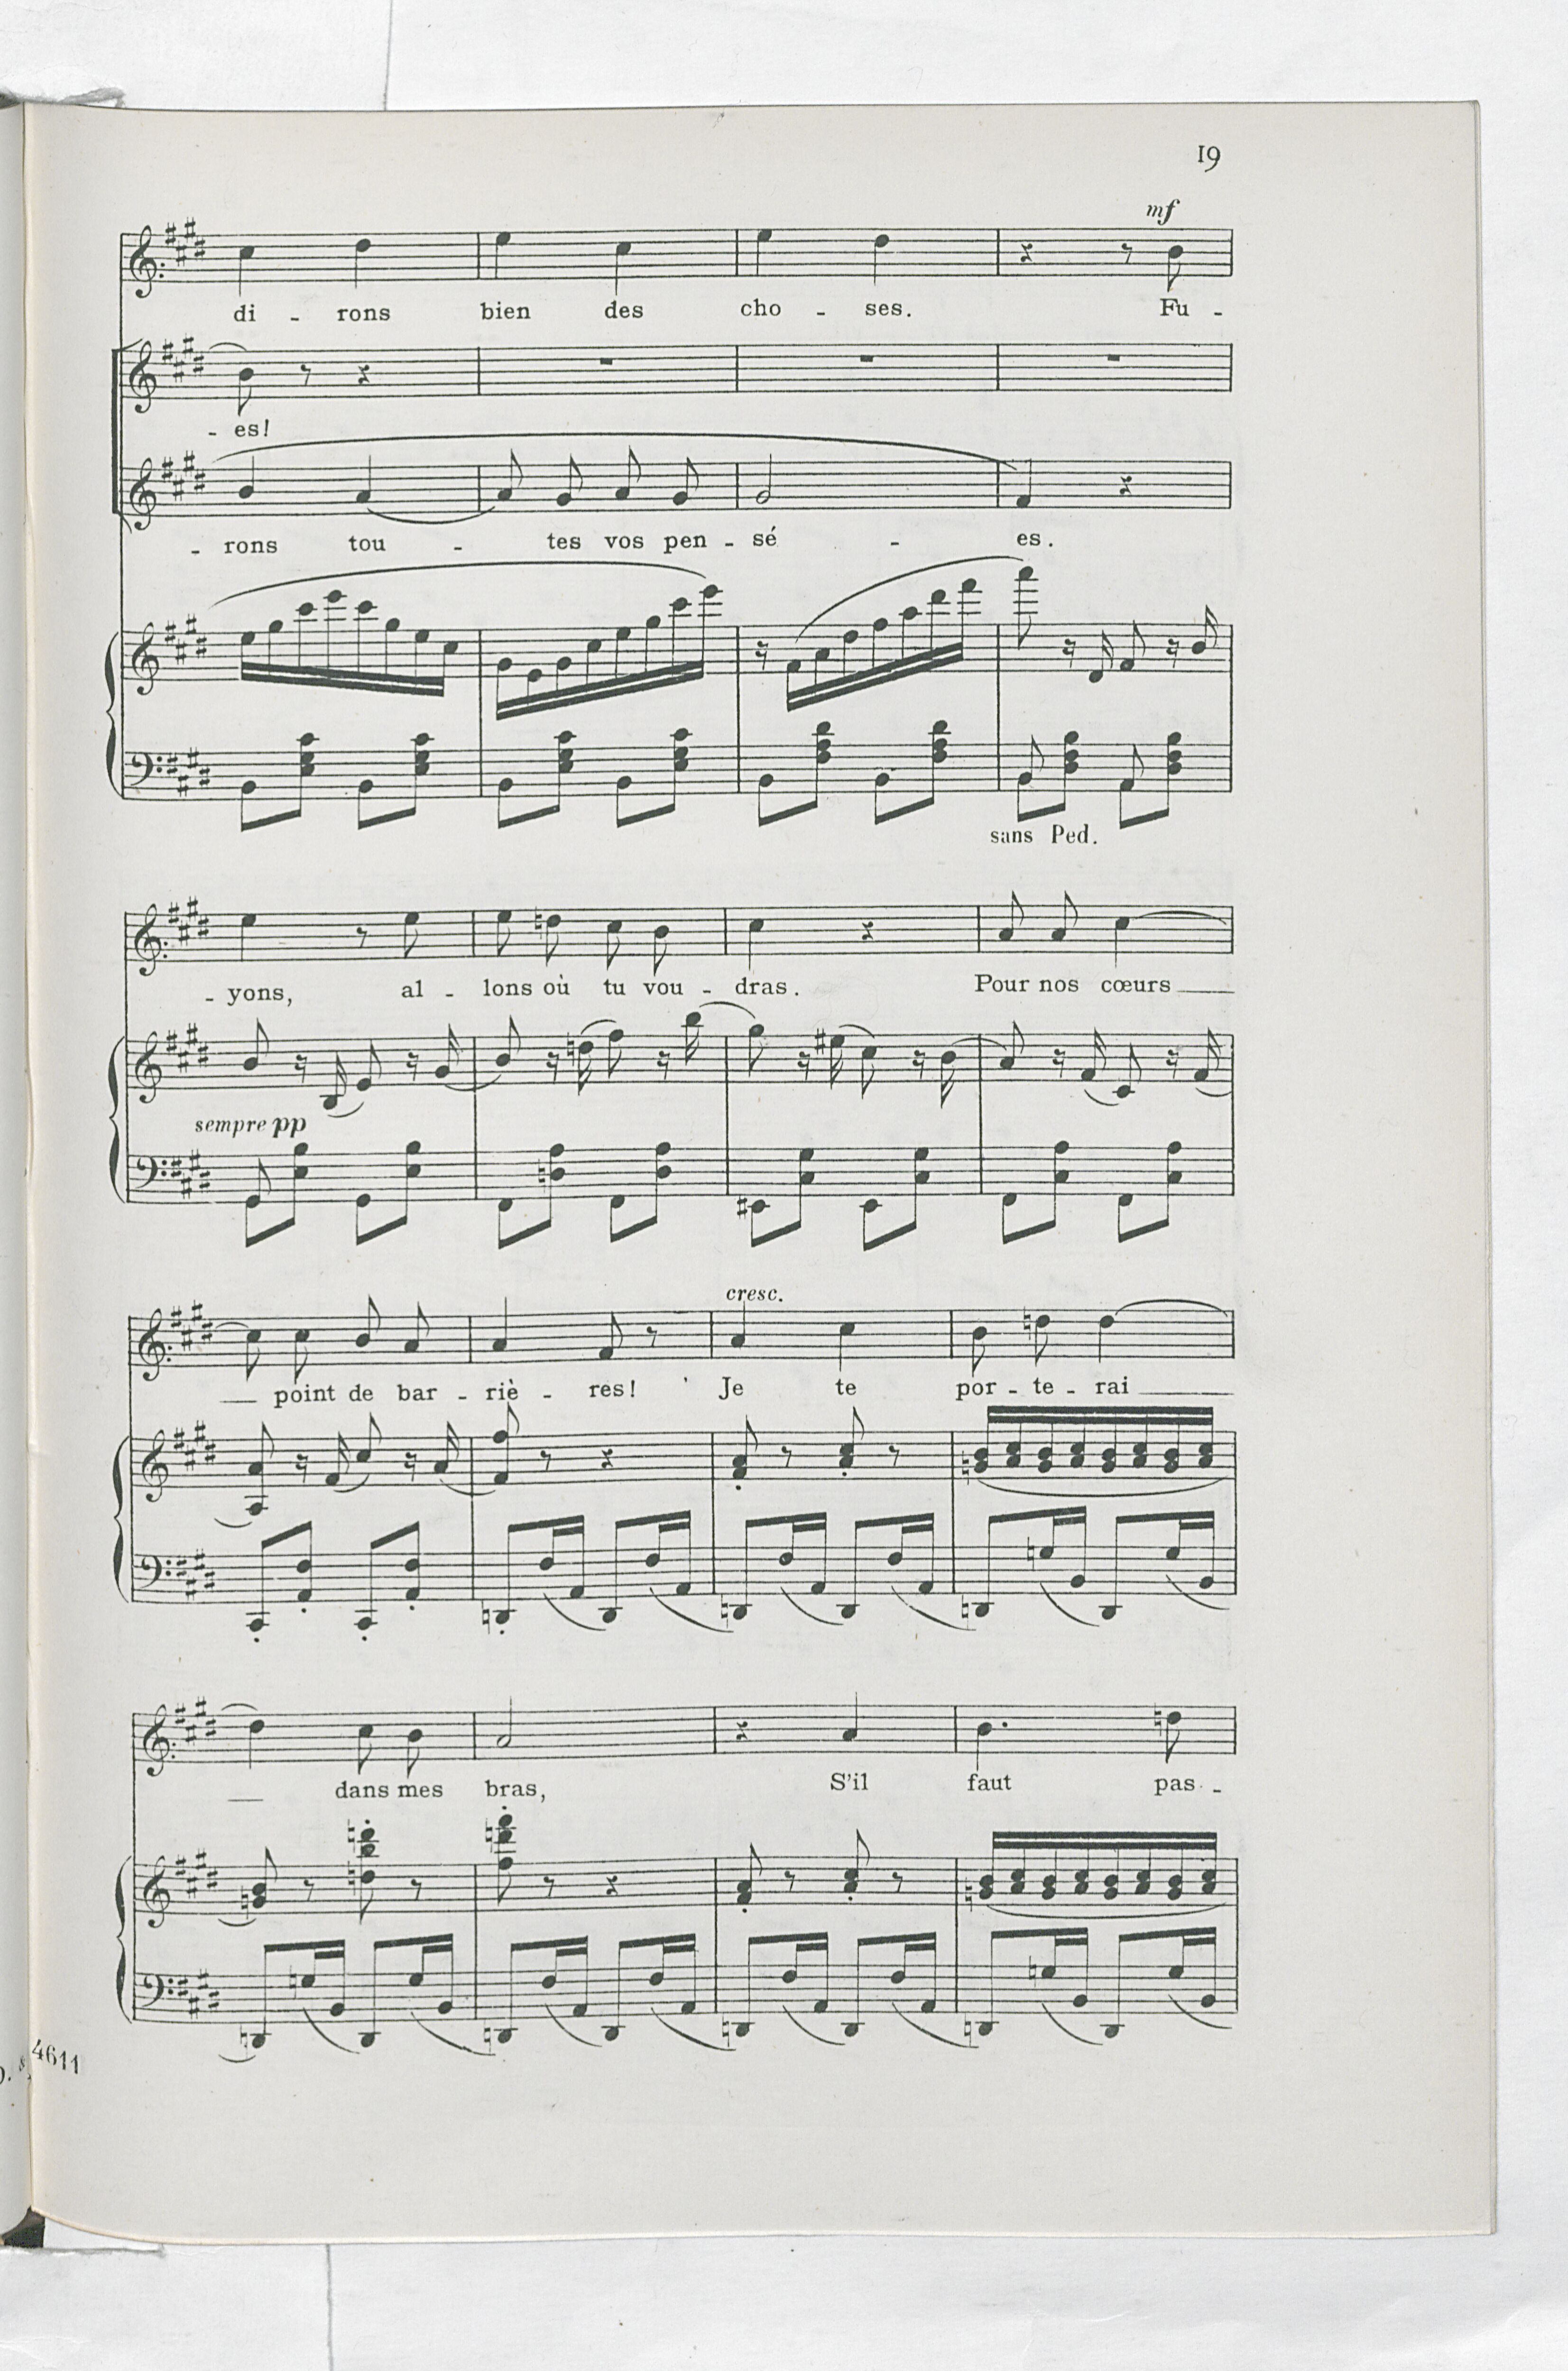 19
mf
di - rons bien des cho - ses. Fu -
- es!
- rons tou - tes vos pen - sé - es.
sans Ped.
- yons, al - lons où tu vou - dras. Pour nos cœurs
sempre pp
cresc.
point de bar - riè - res! Je te por - te - rai
dans mes bras, S'il faut pas -
4611